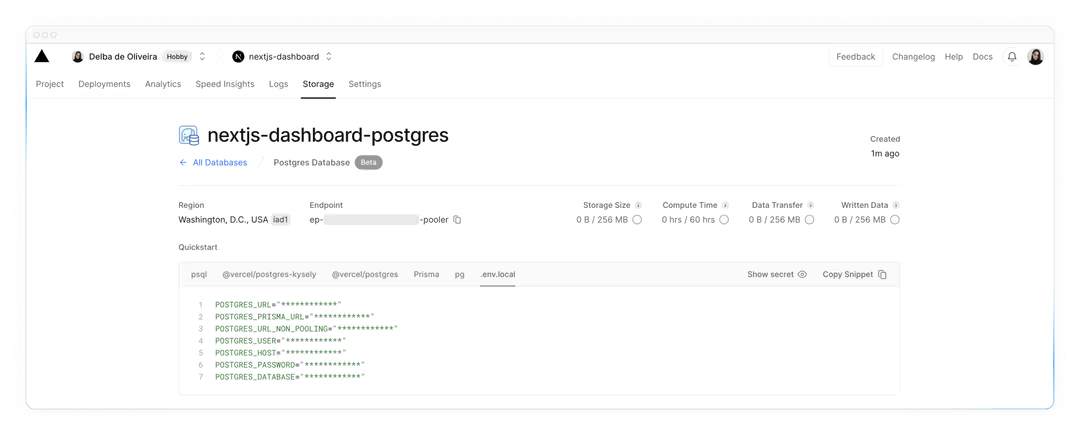 Delba de Oliveira Hobby nextjs-dashboard Feedback Changelog Help Docs
Project Deployments Analytics Speed Insights Logs Storage Settings
nextjs-dashboard-postgres
← All Databases / Postgres Database Beta
Created
1m ago
Region Endpoint Storage Size Compute Time Data Transfer Written Data
Washington, D.C., USA iad1 ep- -pooler 0 B / 256 MB 0 hrs / 60 hrs 0 B / 256 MB 0 B / 256 MB
Quickstart
psql @vercel/postgres-kysely @vercel/postgres Prisma pg .env.local Show secret Copy Snippet
1 POSTGRES_URL="************"
2 POSTGRES_PRISMA_URL="************"
3 POSTGRES_URL_NON_POOLING="************"
4 POSTGRES_USER="************"
5 POSTGRES_HOST="************"
6 POSTGRES_PASSWORD="************"
7 POSTGRES_DATABASE="************"